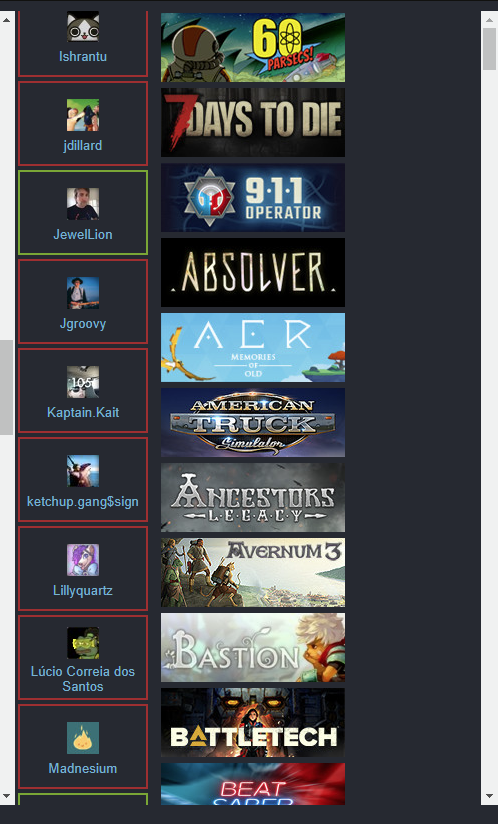 Ishrantu
jdillard
JewelLion
Jgroovy
105
Kaptain.Kait
ketchup.gang$sign
Lillyquartz
Lúcio Correia dos
Santos
Madnesium
60
PARSECS!
7 DAYS TO DIE
9·1·1
OPERATOR
.ABSOLVER.
AER
MEMORIES
OF
OLD
AMERICAN
TRUCK
Simulator
ANCESTORS
LEGACY
AVERNUM 3
BASTION
BATTLETECH
BEAT
SABER